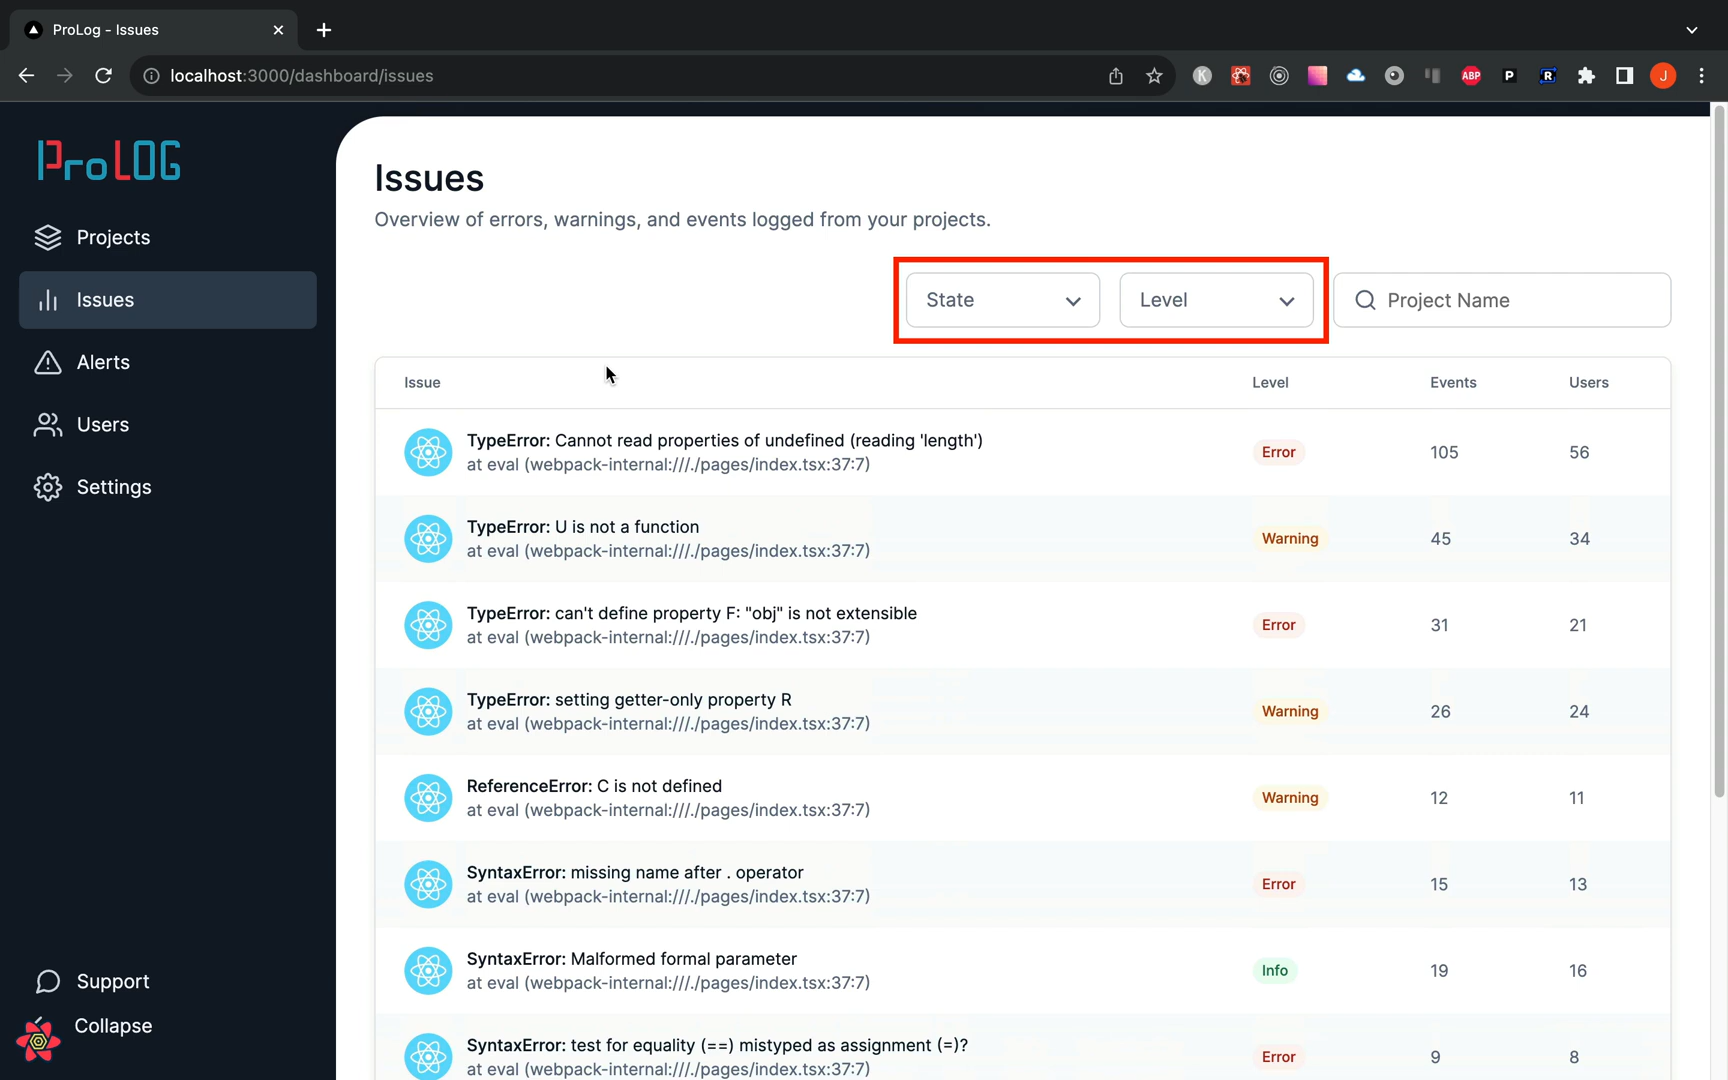 ProLog - Issues
localhost:3000/dashboard/issues
K
ABP
P
R
J
ProLOG
Projects
Issues
Alerts
Users
Settings
Support
Collapse
Issues
Overview of errors, warnings, and events logged from your projects.
State
Level
Project Name
Issue Level Events Users
TypeError: Cannot read properties of undefined (reading 'length')
at eval (webpack-internal:///./pages/index.tsx:37:7)
Error 105 56
TypeError: U is not a function
at eval (webpack-internal:///./pages/index.tsx:37:7)
Warning 45 34
TypeError: can't define property F: "obj" is not extensible
at eval (webpack-internal:///./pages/index.tsx:37:7)
Error 31 21
TypeError: setting getter-only property R
at eval (webpack-internal:///./pages/index.tsx:37:7)
Warning 26 24
ReferenceError: C is not defined
at eval (webpack-internal:///./pages/index.tsx:37:7)
Warning 12 11
SyntaxError: missing name after . operator
at eval (webpack-internal:///./pages/index.tsx:37:7)
Error 15 13
SyntaxError: Malformed formal parameter
at eval (webpack-internal:///./pages/index.tsx:37:7)
Info 19 16
SyntaxError: test for equality (==) mistyped as assignment (=)?
at eval (webpack-internal:///./pages/index.tsx:37:7)
Error 9 8